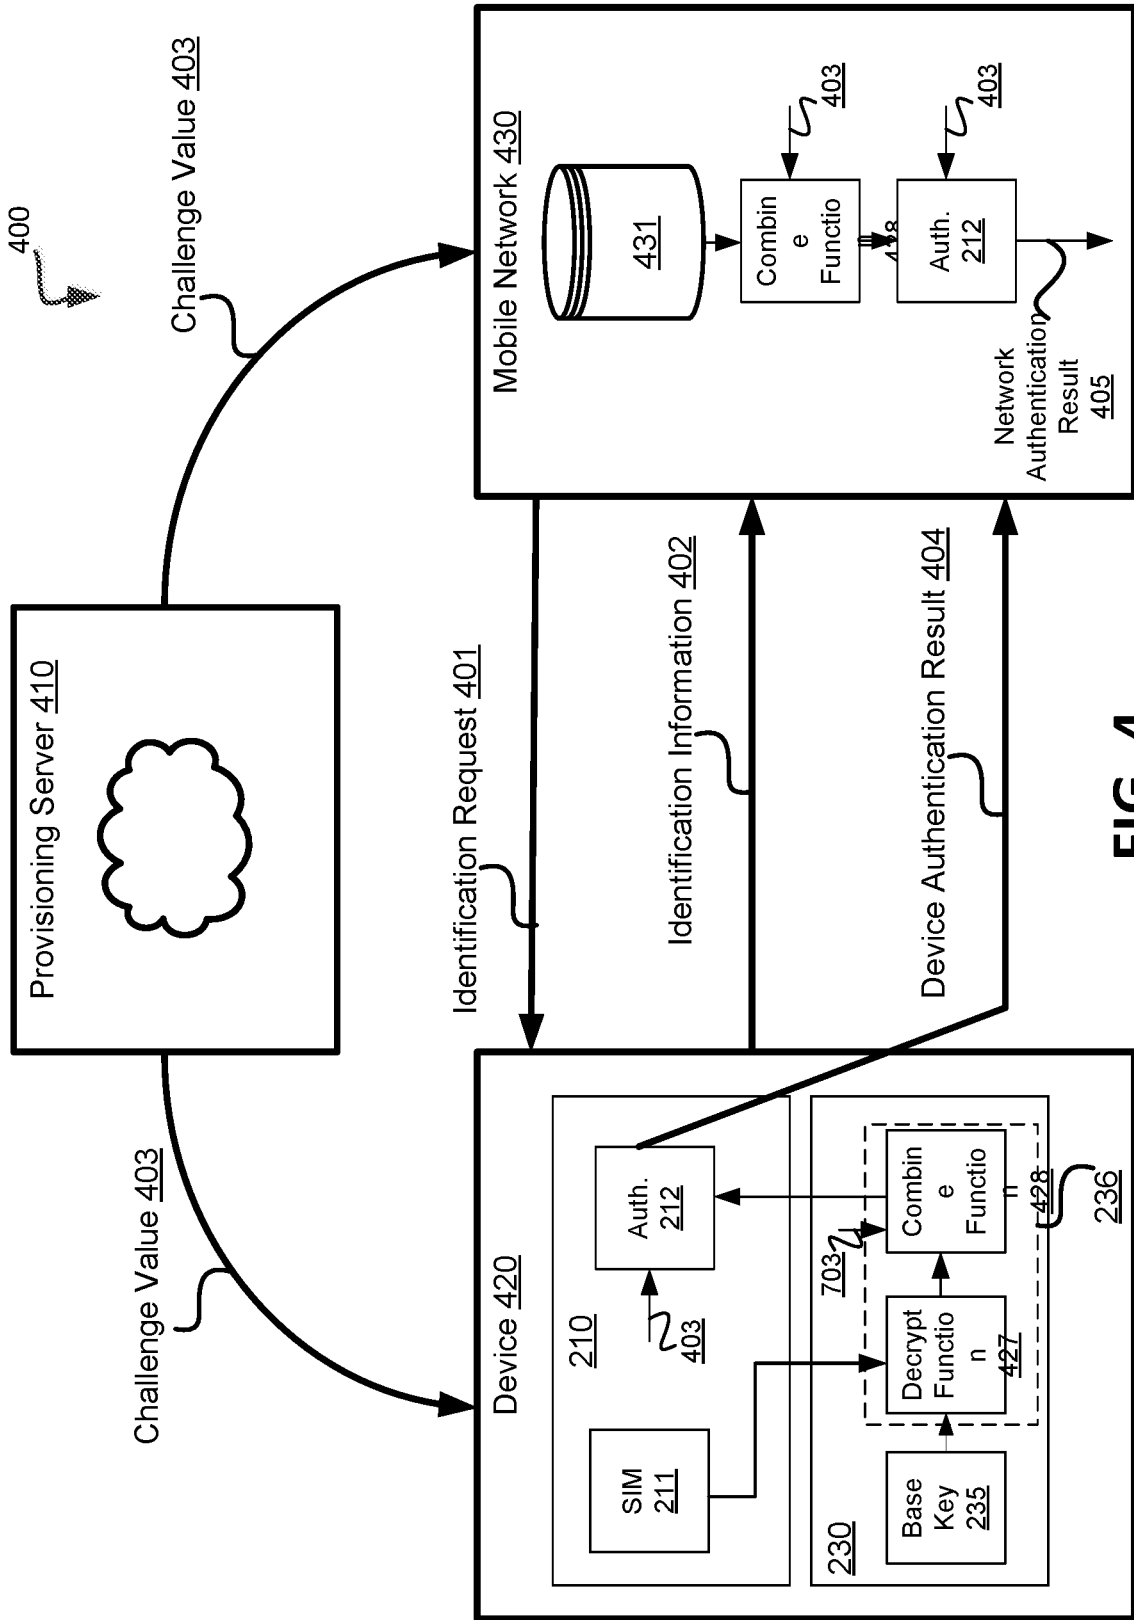 400
Provisioning Server 410
Challenge Value 403
Challenge Value 403
Identification Request 401
Identification Information 402
Device Authentication Result 404
Device 420
210
SIM
211
Auth.
212
403
230
Base
Key
235
Decrypt
Functio
n
427
703
Combin
e
Functio
n
428
236
Mobile Network 430
431
Combin
e
Functio
n
428
403
Auth.
212
403
Network
Authentication
Result
405
FIG. 4